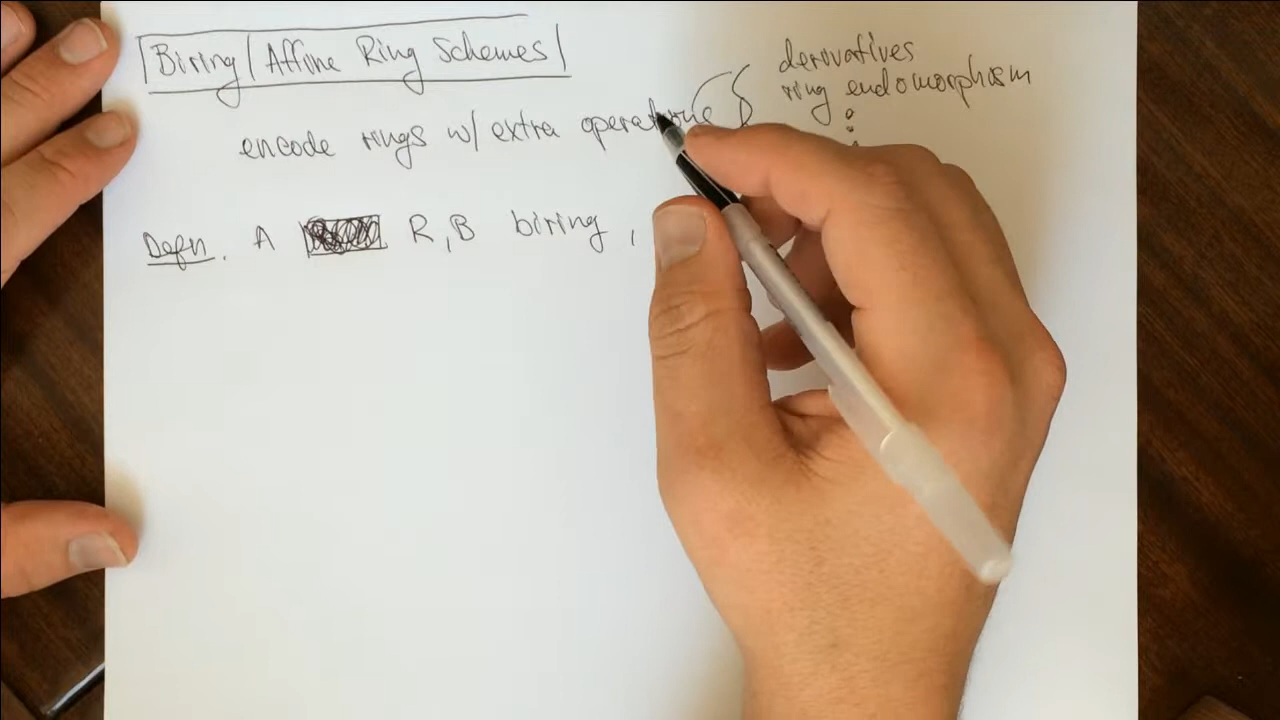 Biring / Affine Ring Schemes
derivatives
ring endomorphism
encode rings w/ extra operations
Defn. A R, B biring,